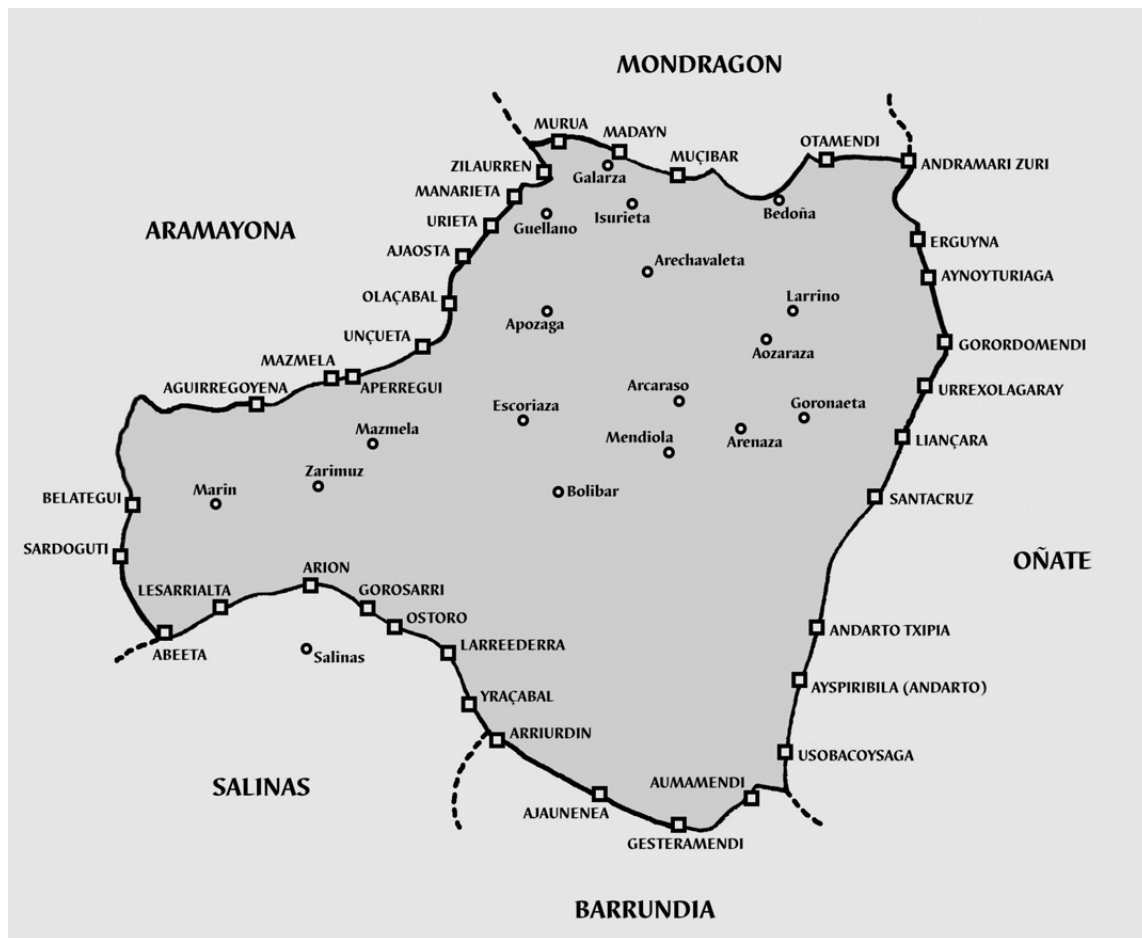 MONDRAGON
MURUA
MADAYN
OTAMENDI
MUÇIBAR
ZILAURREN
ANDRAMARI ZURI
Galarza
MANARIETA
Isurieta
Bedoña
URIETA
Guellano
ARAMAYONA
ERGUYNA
AJAOSTA
Arechavaleta
AYNOYTURIAGA
OLAÇABAL
Larrino
Apozaga
UNÇUETA
GORORDOMENDI
Aozaraza
MAZMELA
AGUIRREGOYENA
APERREGUI
Arcaraso
URREXOLAGARAY
Escoriaza
Goronaeta
Mazmela
Mendiola
Arenaza
LIANÇARA
Zarimuz
Marin
Bolibar
BELATEGUI
SANTACRUZ
SARDOGUTI
OÑATE
ARION
LESARRIALTA
GOROSARRI
OSTORO
ANDARTO TXIPIA
ABEETA
Salinas
LARREEDERRA
AYSPIRIBILA (ANDARTO)
YRAÇABAL
ARRIURDIN
USOBACOYSAGA
SALINAS
AUMAMENDI
AJAUNENEA
GESTERAMENDI
BARRUNDIA